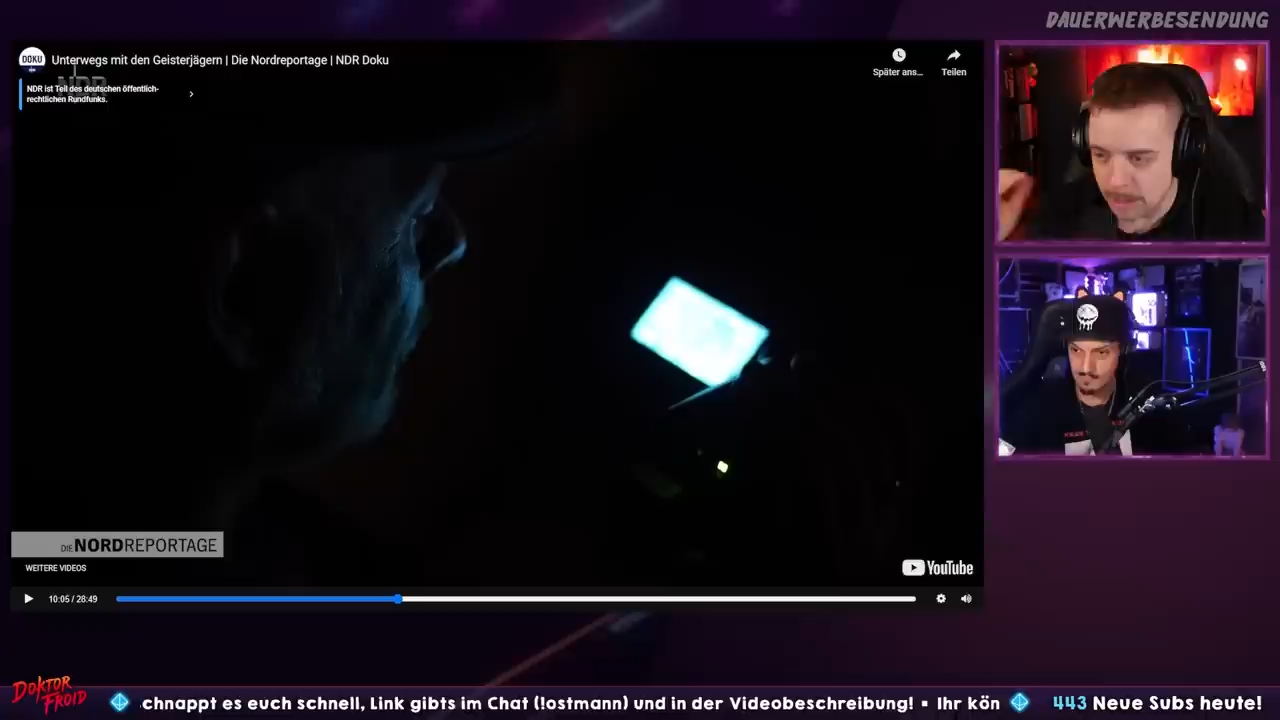 DAUERWERBESENDUNG
DOKU
Unterwegs mit den Geisterjägern | Die Nordreportage | NDR Doku
Später ans...
Teilen
NDR
NDR ist Teil des deutschen öffentlich-
rechtlichen Rundfunks.
DIE NORDREPORTAGE
WEITERE VIDEOS
YouTube
10:05 / 28:49
DOKTOR
FROID
chnappt es euch schnell, Link gibts im Chat (!lostmann) und in der Videobeschreibung! ▪ Ihr kön
443 Neue Subs heute!